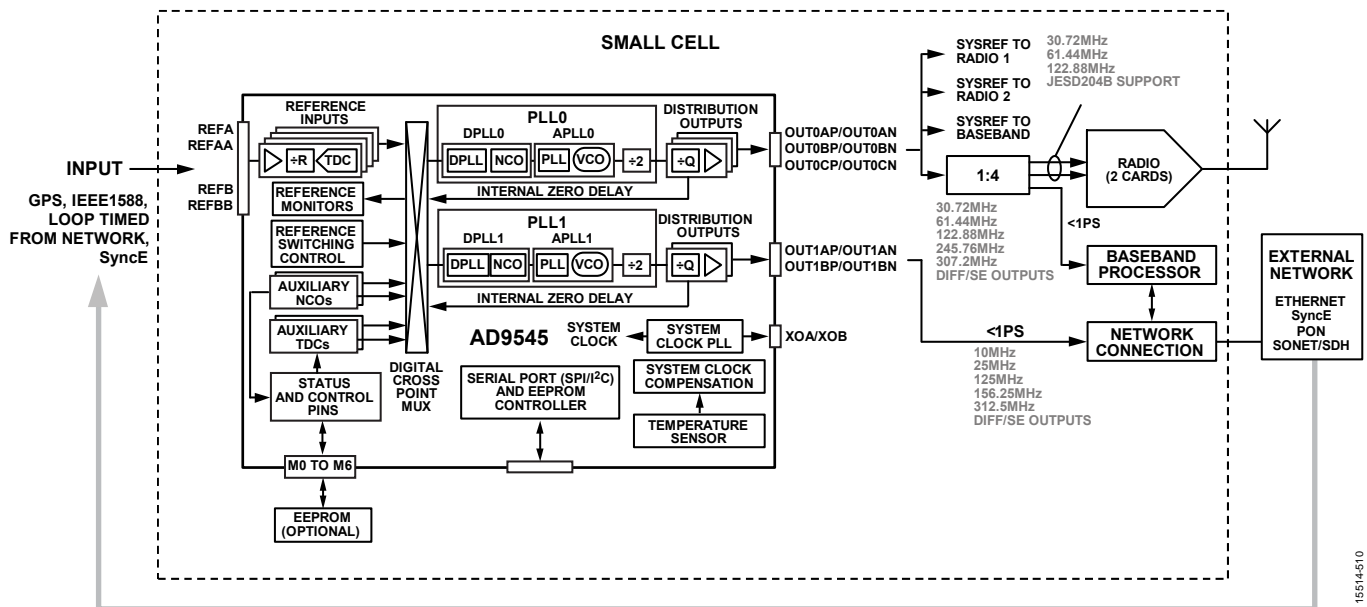 SMALL CELL
INPUT
GPS, IEEE1588,
LOOP TIMED
FROM NETWORK,
SyncE
REFA
REFAA
REFB
REFBB
REFERENCE
INPUTS
÷R
TDC
REFERENCE
MONITORS
REFERENCE
SWITCHING
CONTROL
AUXILIARY
NCOs
AUXILIARY
TDCs
STATUS
AND CONTROL
PINS
M0 TO M6
EEPROM
(OPTIONAL)
DIGITAL
CROSS
POINT
MUX
PLL0
DPLL0
APLL0
DPLL
NCO
PLL
VCO
÷2
INTERNAL ZERO DELAY
DISTRIBUTION
OUTPUTS
÷Q
PLL1
DPLL1
APLL1
DPLL
NCO
PLL
VCO
÷2
INTERNAL ZERO DELAY
DISTRIBUTION
OUTPUTS
÷Q
AD9545
SYSTEM
CLOCK
SYSTEM
CLOCK PLL
XOA/XOB
SERIAL PORT (SPI/I²C)
AND EEPROM
CONTROLLER
SYSTEM CLOCK
COMPENSATION
TEMPERATURE
SENSOR
OUT0AP/OUT0AN
OUT0BP/OUT0BN
OUT0CP/OUT0CN
OUT1AP/OUT1AN
OUT1BP/OUT1BN
SYSREF TO
RADIO 1
SYSREF TO
RADIO 2
SYSREF TO
BASEBAND
30.72MHz
61.44MHz
122.88MHz
JESD204B SUPPORT
1:4
30.72MHz
61.44MHz
122.88MHz
245.76MHz
307.2MHz
DIFF/SE OUTPUTS
RADIO
(2 CARDS)
<1PS
BASEBAND
PROCESSOR
<1PS
10MHz
25MHz
125MHz
156.25MHz
312.5MHz
DIFF/SE OUTPUTS
NETWORK
CONNECTION
EXTERNAL
NETWORK
ETHERNET
SyncE
PON
SONET/SDH
15514-510